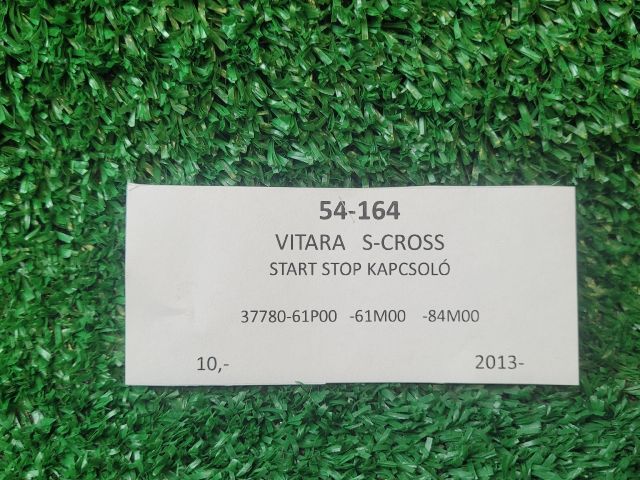 54-164
VITARA S-CROSS
START STOP KAPCSOLÓ
37780-61P00 -61M00 -84M00
10,- 2013-